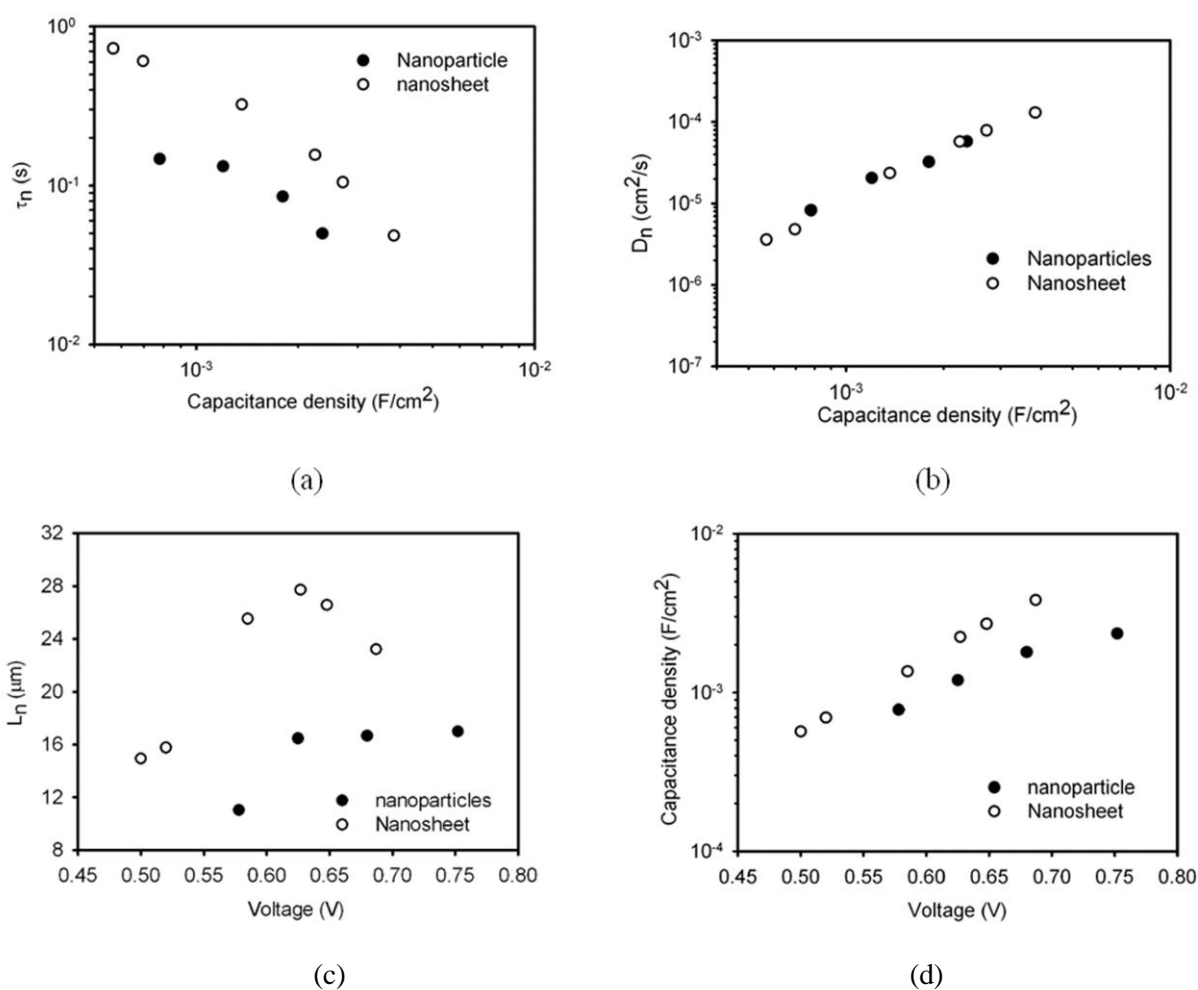 10⁰
10⁻¹
10⁻²
τn (s)
Nanoparticle
nanosheet
10⁻³
10⁻²
Capacitance density (F/cm²)
(a)
10⁻³
10⁻⁴
10⁻⁵
10⁻⁶
10⁻⁷
Dn (cm²/s)
Nanoparticles
Nanosheet
10⁻³
10⁻²
Capacitance density (F/cm²)
(b)
32
28
24
20
16
12
8
Ln (μm)
nanoparticles
Nanosheet
0.45 0.50 0.55 0.60 0.65 0.70 0.75 0.80
Voltage (V)
(c)
10⁻²
10⁻³
10⁻⁴
Capacitance density (F/cm²)
nanoparticle
Nanosheet
0.45 0.50 0.55 0.60 0.65 0.70 0.75 0.80
Voltage (V)
(d)